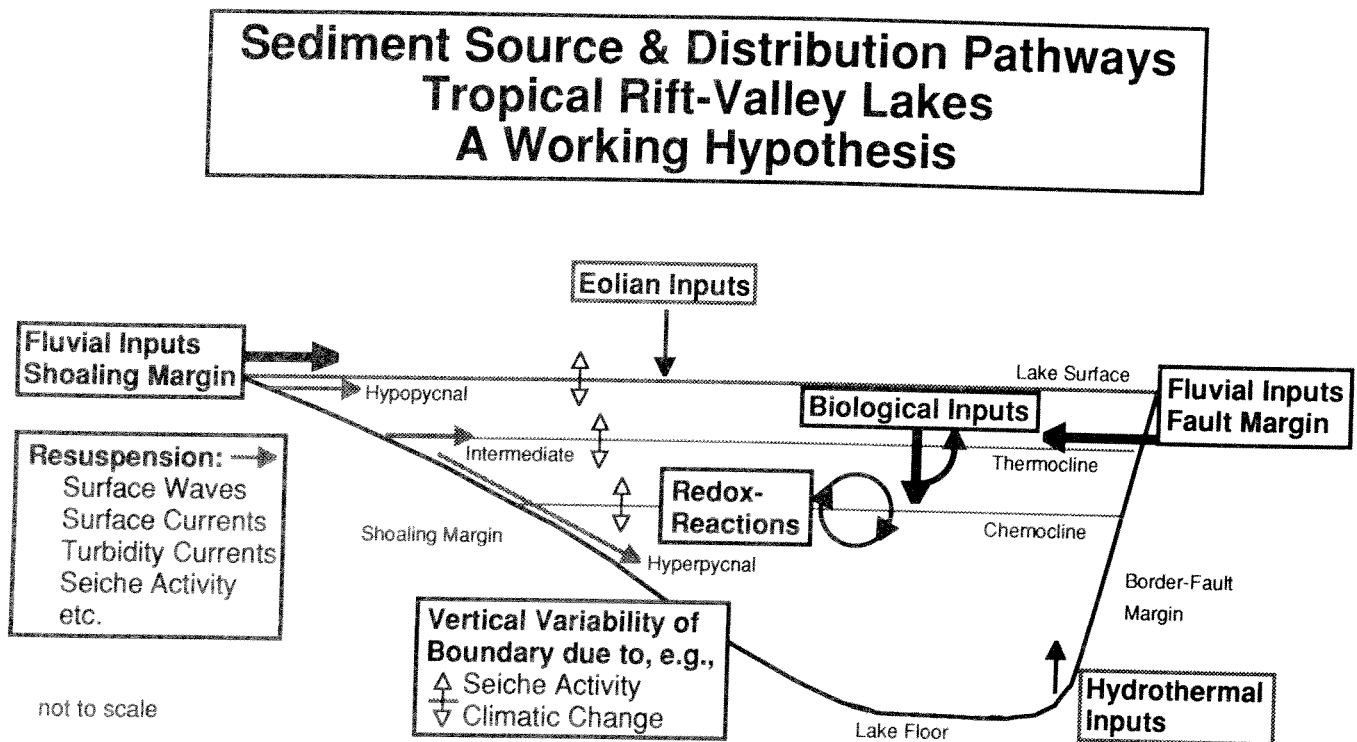 Sediment Source & Distribution Pathways
Tropical Rift-Valley Lakes
A Working Hypothesis
Eolian Inputs
Fluvial Inputs
Shoaling Margin
Lake Surface
Fluvial Inputs
Fault Margin
Hypopycnal
Biological Inputs
Intermediate
Thermocline
Resuspension:
Surface Waves
Surface Currents
Turbidity Currents
Seiche Activity
etc.
Redox-
Reactions
Shoaling Margin
Chemocline
Hyperpycnal
Border-Fault
Margin
Vertical Variability of
Boundary due to, e.g.,
Seiche Activity
Climatic Change
Hydrothermal
Inputs
not to scale
Lake Floor